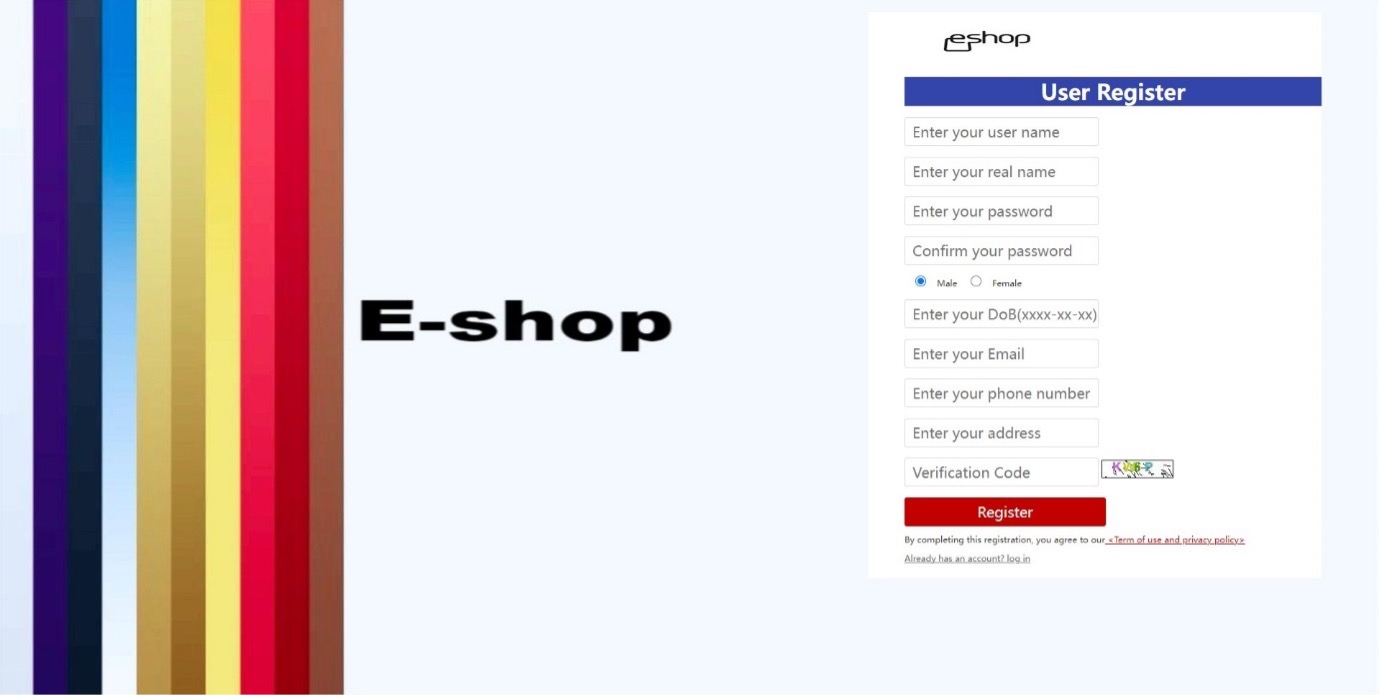 E-shop
eshop
User Register
Enter your user name
Enter your real name
Enter your password
Confirm your password
Male Female
Enter your DoB(xxxx-xx-xx)
Enter your Email
Enter your phone number
Enter your address
Verification Code
Register
By completing this registration, you agree to our <Term of use and privacy policy>
Already has an account? log in